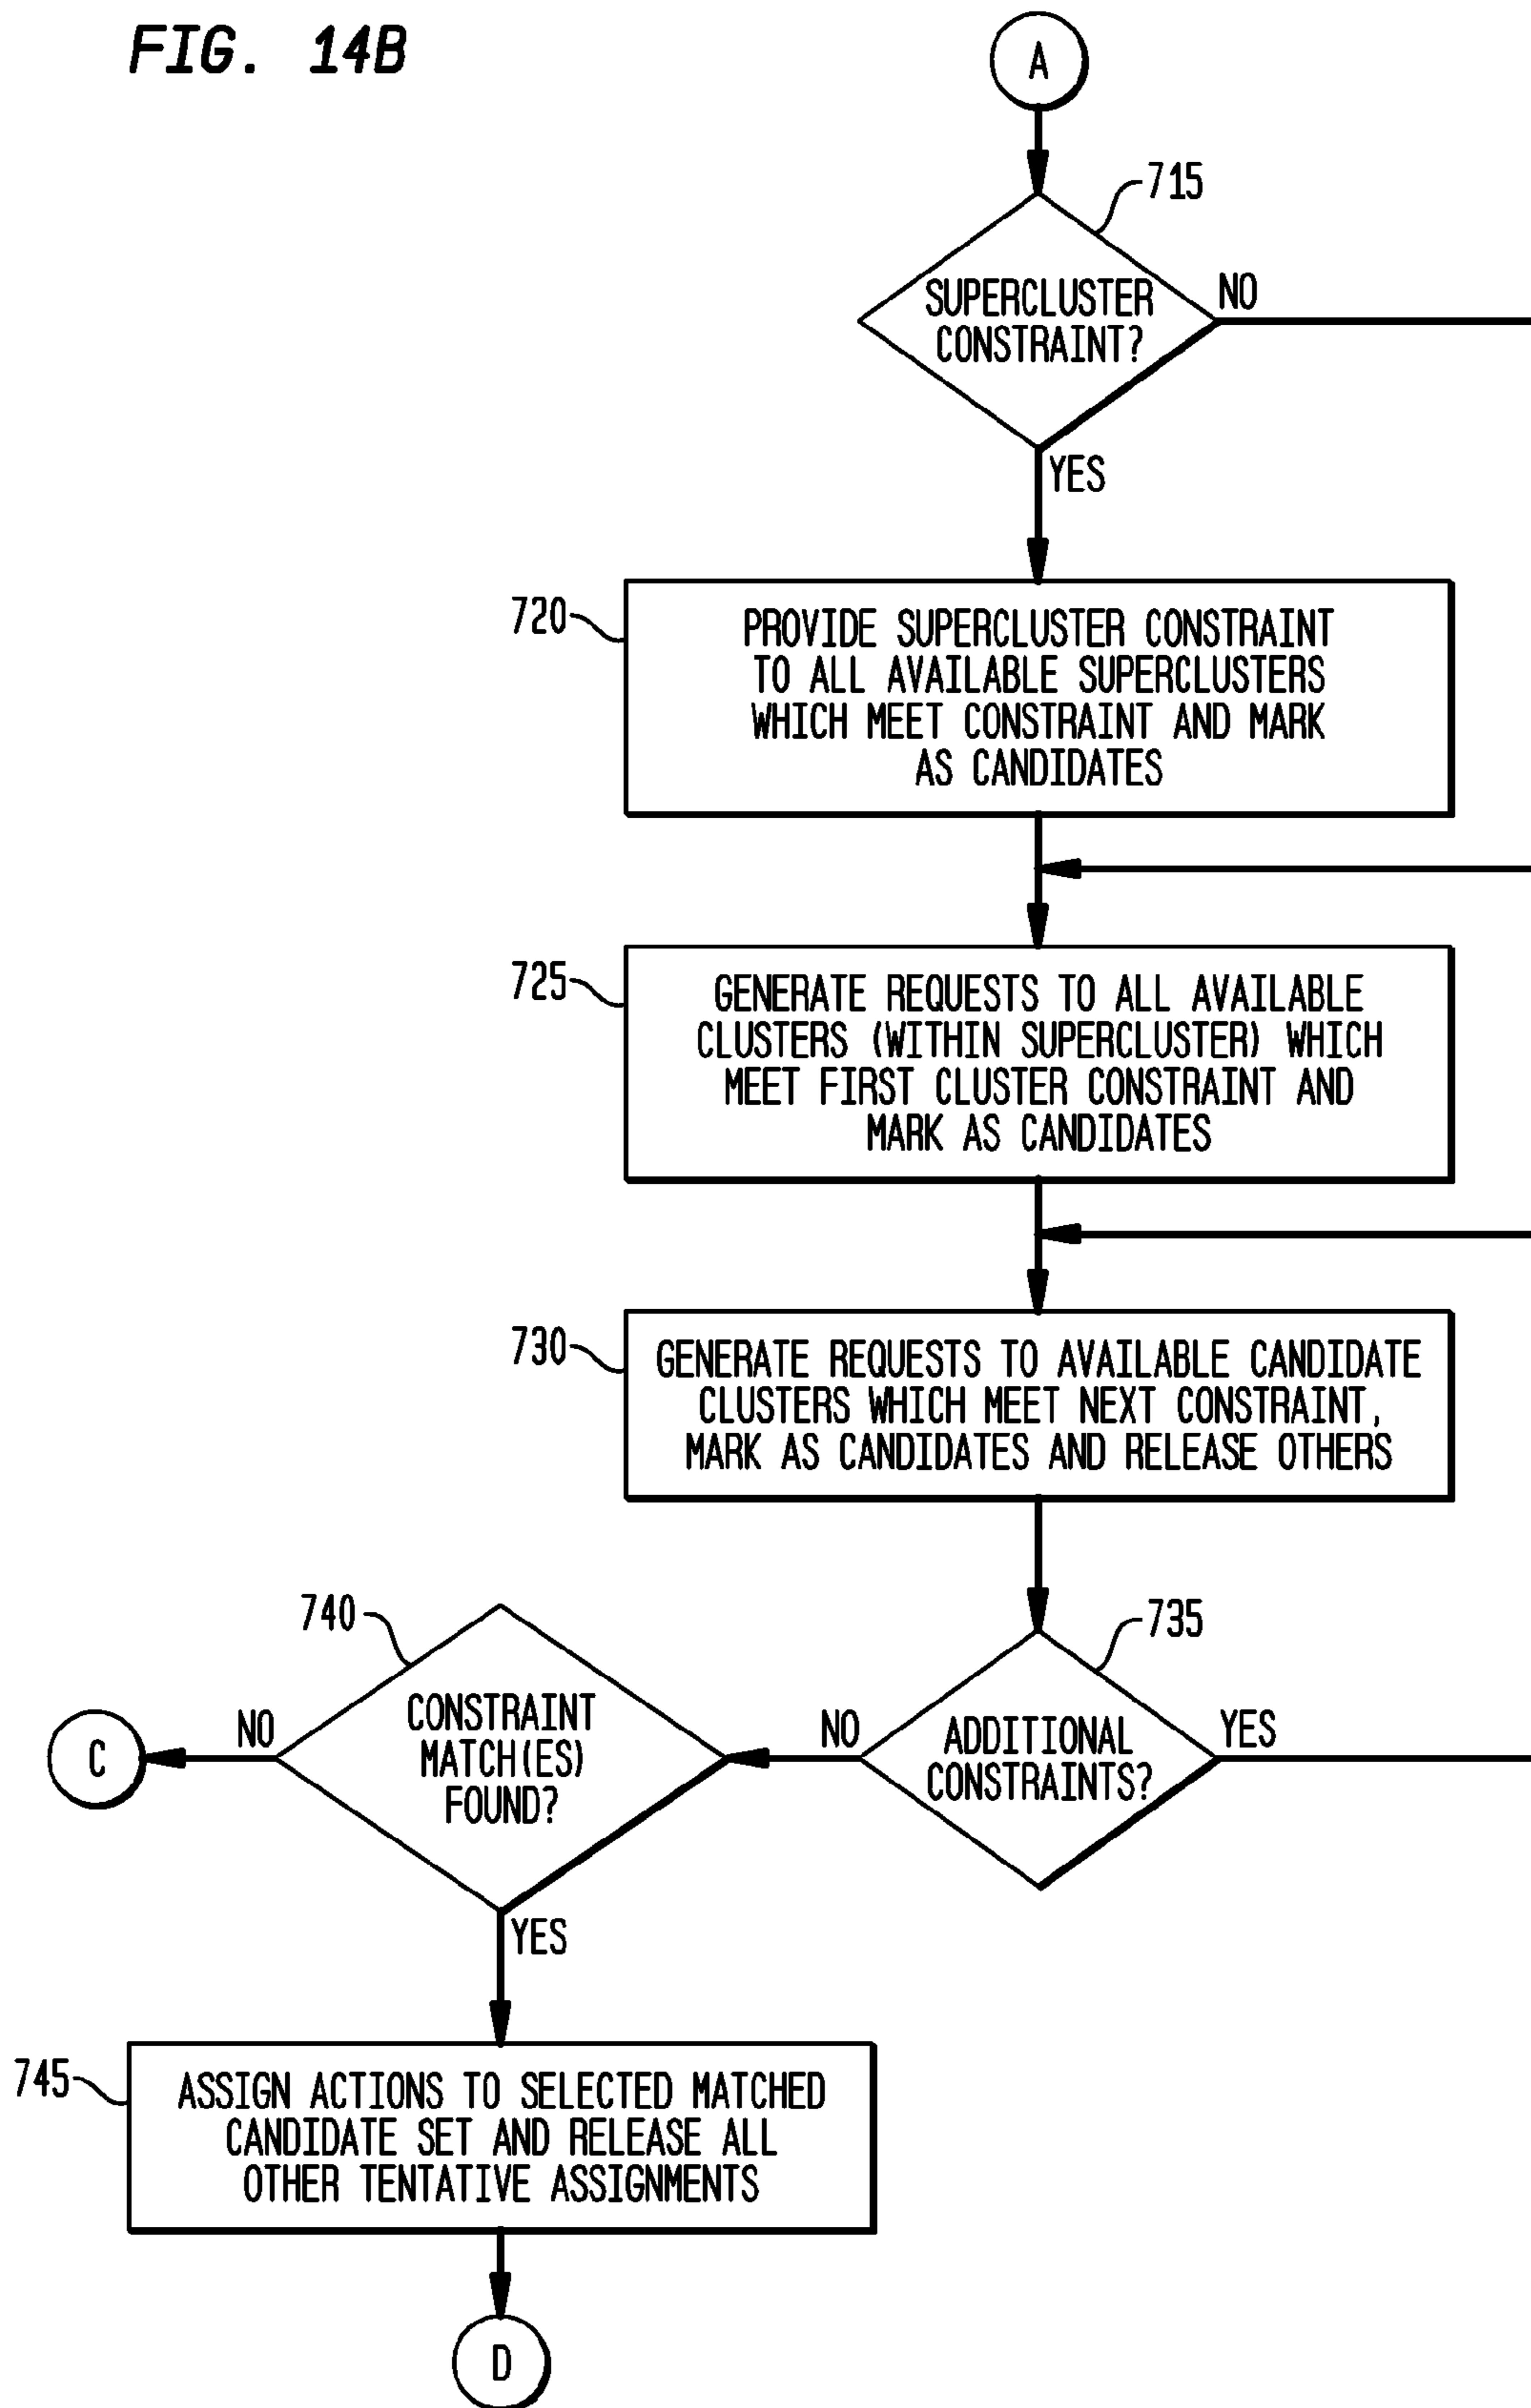 FIG. 14B
A
715
SUPERCLUSTER
CONSTRAINT?
NO
YES
720
PROVIDE SUPERCLUSTER CONSTRAINT
TO ALL AVAILABLE SUPERCLUSTERS
WHICH MEET CONSTRAINT AND MARK
AS CANDIDATES
725
GENERATE REQUESTS TO ALL AVAILABLE
CLUSTERS (WITHIN SUPERCLUSTER) WHICH
MEET FIRST CLUSTER CONSTRAINT AND
MARK AS CANDIDATES
730
GENERATE REQUESTS TO AVAILABLE CANDIDATE
CLUSTERS WHICH MEET NEXT CONSTRAINT,
MARK AS CANDIDATES AND RELEASE OTHERS
735
ADDITIONAL
CONSTRAINTS?
YES
NO
740
CONSTRAINT
MATCH(ES)
FOUND?
NO
C
YES
745
ASSIGN ACTIONS TO SELECTED MATCHED
CANDIDATE SET AND RELEASE ALL
OTHER TENTATIVE ASSIGNMENTS
D